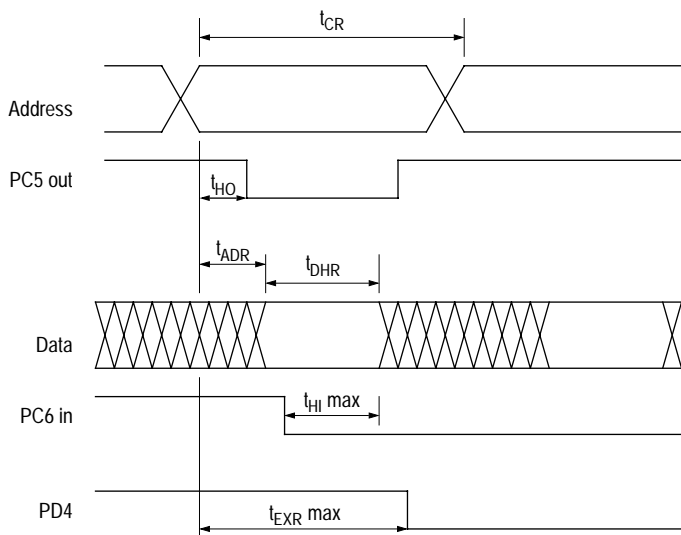 tCR
Address
PC5 out
tHO
tADR
tDHR
Data
PC6 in
tHI max
PD4
tEXR max